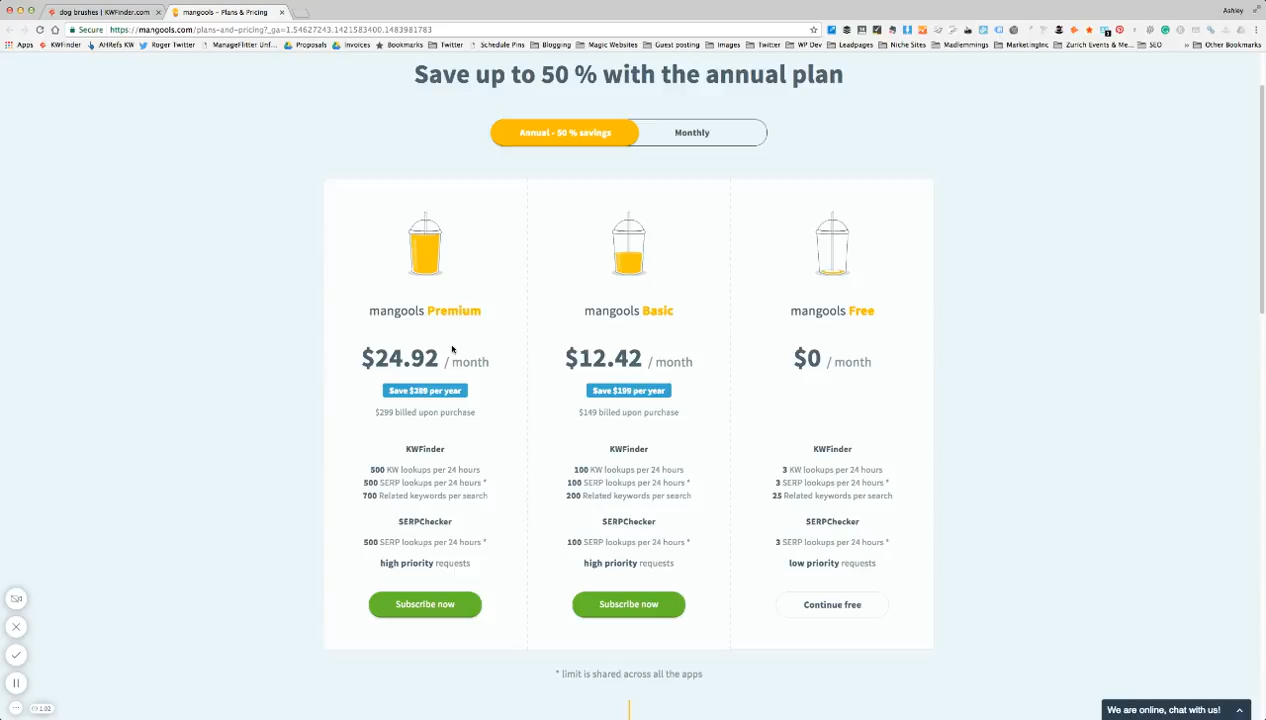 dog brushes | KWFinder.com
mangools – Plans & Pricing
Ashley
Secure
https://mangools.com/plans-and-pricing?_ga=1.54627243.1421583400.1483981783
Apps
KWFinder
AHRefs KW
Roger Twitter
ManageFlitter Unf...
Proposals
Invoices
Bookmarks
Twitter
Schedule Pins
Blogging
Magic Websites
Guest posting
Images
Twitter
WP Dev
Leadpages
Niche Sites
Madlemmings
MarketingInc
Zurich Events & Me...
SEO
Other Bookmarks
Save up to 50 % with the annual plan
Annual - 50 % savings
Monthly
mangools Premium
$24.92 / month
Save $389 per year
$299 billed upon purchase
KWFinder
500 KW lookups per 24 hours
500 SERP lookups per 24 hours *
700 Related keywords per search
SERPChecker
500 SERP lookups per 24 hours *
high priority requests
Subscribe now
mangools Basic
$12.42 / month
Save $199 per year
$149 billed upon purchase
KWFinder
100 KW lookups per 24 hours
100 SERP lookups per 24 hours *
200 Related keywords per search
SERPChecker
100 SERP lookups per 24 hours *
high priority requests
Subscribe now
mangools Free
$0 / month
KWFinder
3 KW lookups per 24 hours
3 SERP lookups per 24 hours *
25 Related keywords per search
SERPChecker
3 SERP lookups per 24 hours *
low priority requests
Continue free
* limit is shared across all the apps
1:02
We are online, chat with us!